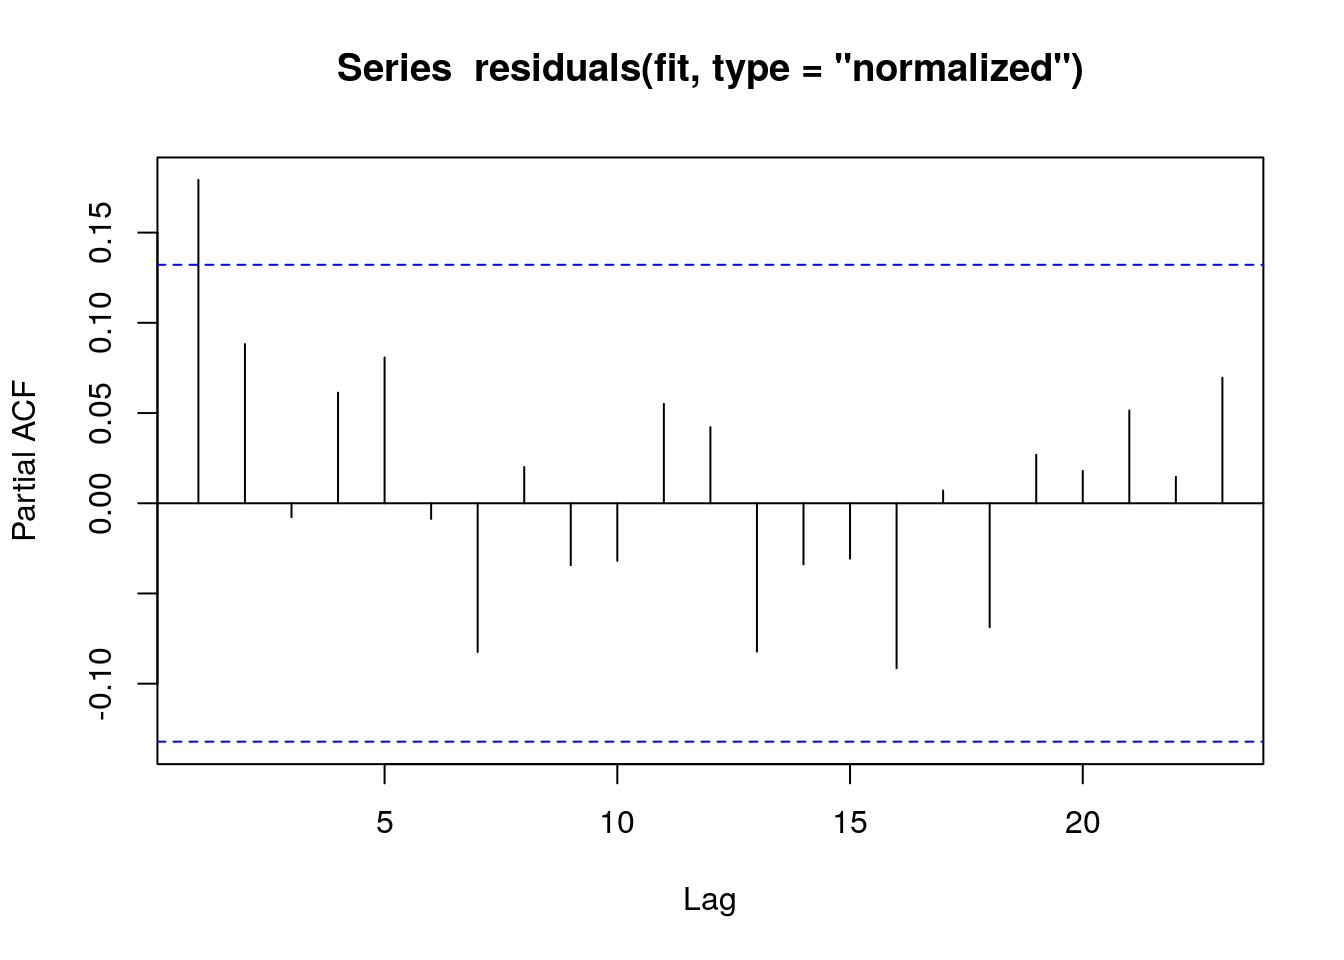 Series  residuals(fit, type = "normalized")
Partial ACF
0.15
0.10
0.05
0.00
-0.10
5 10 15 20
Lag